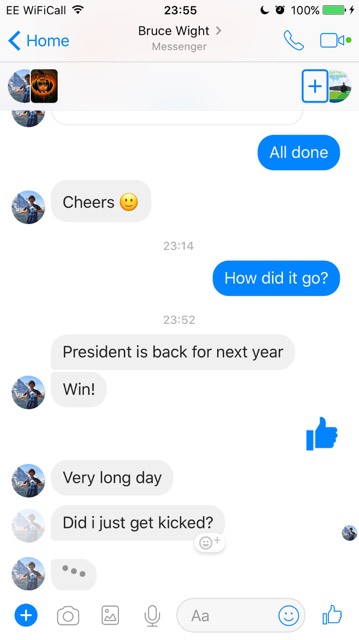 EE WiFiCall 23:55 100%
Home
Bruce Wight
Messenger
All done
Cheers 🙂
23:14
How did it go?
23:52
President is back for next year
Win!
Very long day
Did i just get kicked?
Aa